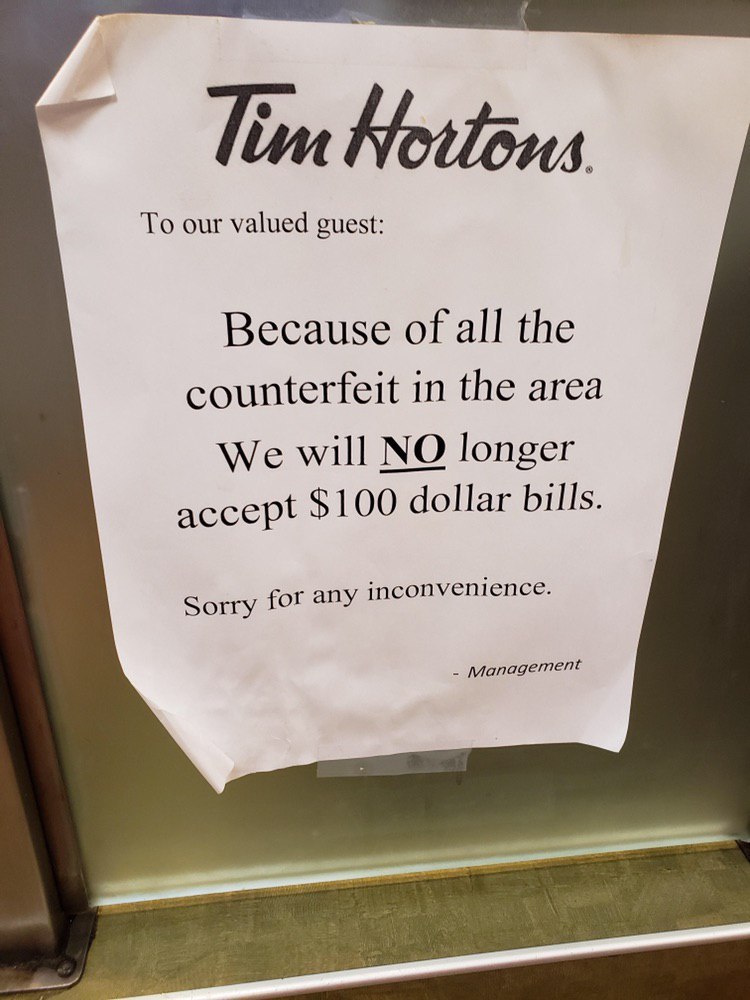 Tim Hortons®
To our valued guest:
Because of all the
counterfeit in the area
We will NO longer
accept $100 dollar bills.
Sorry for any inconvenience.
- Management